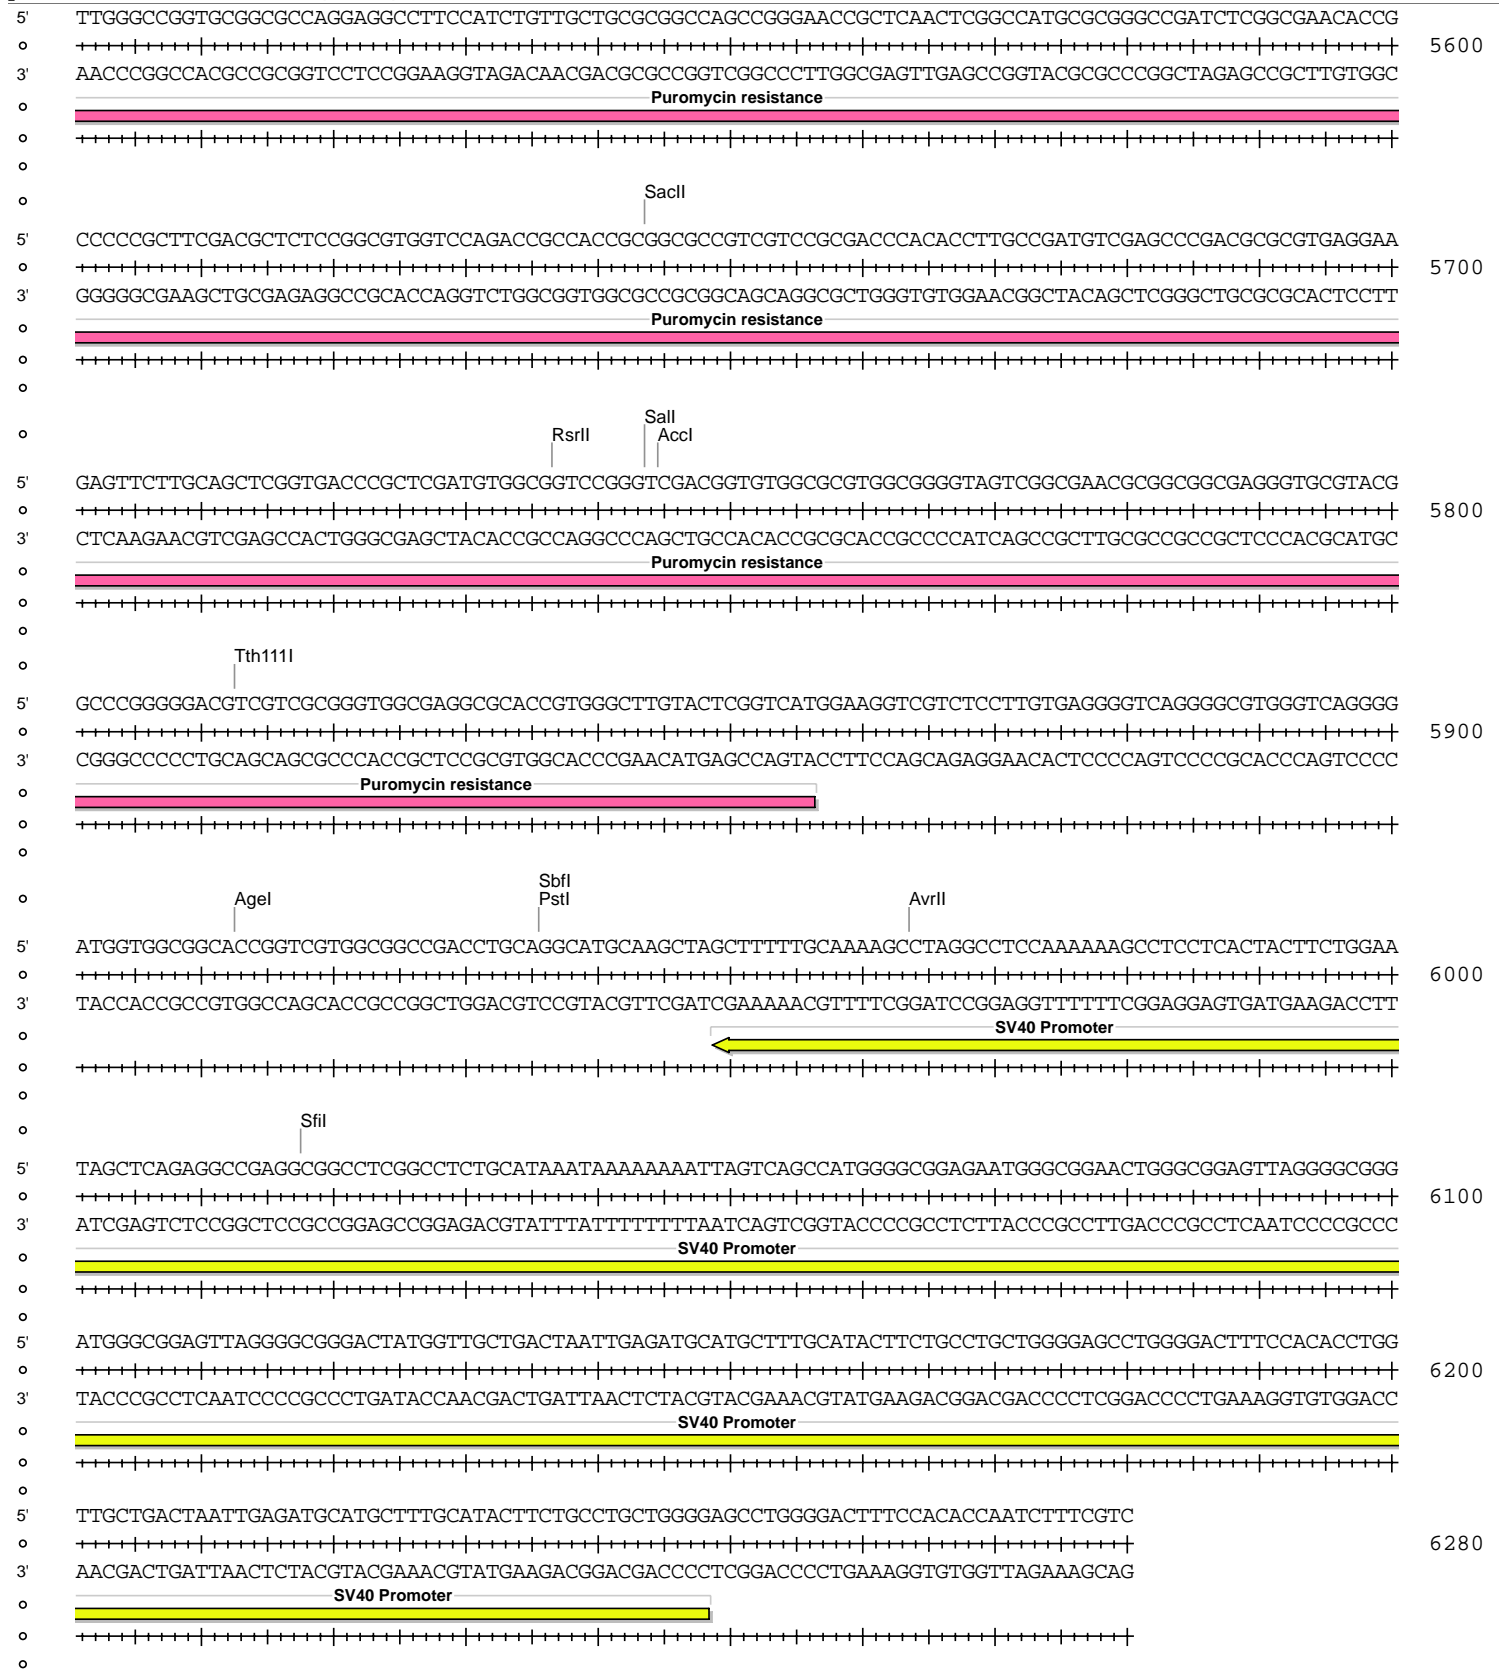 5' TTGGGCCGGTGCGGCGCCAGGAGGCCTTCCATCTGTTGCTGCGCGGCCAGCCGGGAACCGCTCAACTCGGCCATGCGCGGGCCGATCTCGGCGAACACCG
5600
3' AACCCGGCCACGCCGCGGTCCTCCGGAAGGTAGACAACGACGCGCCGGTCGGCCCTTGGCGAGTTGAGCCGGTACGCGCCCGGCTAGAGCCGCTTGTGGC
Puromycin resistance
SacII
5' CCCCCGCTTCGACGCTCTCCGGCGTGGTCCAGACCGCCACCGCGGCGCCGTCGTCCGCGACCCACACCTTGCCGATGTCGAGCCCGACGCGCGTGAGGAA
5700
3' GGGGGCGAAGCTGCGAGAGGCCGCACCAGGTCTGGCGGTGGCGCCGCGGCAGCAGGCGCTGGGTGTGGAACGGCTACAGCTCGGGCTGCGCGCACTCCTT
Puromycin resistance
SalI
RsrII AccI
5' GAGTTCTTGCAGCTCGGTGACCCGCTCGATGTGGCGGTCCGGGTCGACGGTGTGGCGCGTGGCGGGGTAGTCGGCGAACGCGGCGGCGAGGGTGCGTACG
5800
3' CTCAAGAACGTCGAGCCACTGGGCGAGCTACACCGCCAGGCCCAGCTGCCACACCGCGCACCGCCCCATCAGCCGCTTGCGCCGCCGCTCCCACGCATGC
Puromycin resistance
Tth111I
5' GCCCGGGGGACGTCGTCGCGGGTGGCGAGGCGCACCGTGGGCTTGTACTCGGTCATGGAAGGTCGTCTCCTTGTGAGGGGTCAGGGGCGTGGGTCAGGGG
5900
3' CGGGCCCCCTGCAGCAGCGCCCACCGCTCCGCGTGGCACCCGAACATGAGCCAGTACCTTCCAGCAGAGGAACACTCCCCAGTCCCCGCACCCAGTCCCC
Puromycin resistance
SbfI
AgeI PstI AvrII
5' ATGGTGGCGGCACCGGTCGTGGCGGCCGACCTGCAGGCATGCAAGCTAGCTTTTTGCAAAAGCCTAGGCCTCCAAAAAAGCCTCCTCACTACTTCTGGAA
6000
3' TACCACCGCCGTGGCCAGCACCGCCGGCTGGACGTCCGTACGTTCGATCGAAAAACGTTTTCGGATCCGGAGGTTTTTTCGGAGGAGTGATGAAGACCTT
SV40 Promoter
SfiI
5' TAGCTCAGAGGCCGAGGCGGCCTCGGCCTCTGCATAAATAAAAAAAATTAGTCAGCCATGGGGCGGAGAATGGGCGGAACTGGGCGGAGTTAGGGGCGGG
6100
3' ATCGAGTCTCCGGCTCCGCCGGAGCCGGAGACGTATTTATTTTTTTTAATCAGTCGGTACCCCGCCTCTTACCCGCCTTGACCCGCCTCAATCCCCGCCC
SV40 Promoter
5' ATGGGCGGAGTTAGGGGCGGGACTATGGTTGCTGACTAATTGAGATGCATGCTTTGCATACTTCTGCCTGCTGGGGAGCCTGGGGACTTTCCACACCTGG
6200
3' TACCCGCCTCAATCCCCGCCCTGATACCAACGACTGATTAACTCTACGTACGAAACGTATGAAGACGGACGACCCCTCGGACCCCTGAAAGGTGTGGACC
SV40 Promoter
5' TTGCTGACTAATTGAGATGCATGCTTTGCATACTTCTGCCTGCTGGGGAGCCTGGGGACTTTCCACACCAATCTTTCGTC
6280
3' AACGACTGATTAACTCTACGTACGAAACGTATGAAGACGGACGACCCCTCGGACCCCTGAAAGGTGTGGTTAGAAAGCAG
SV40 Promoter